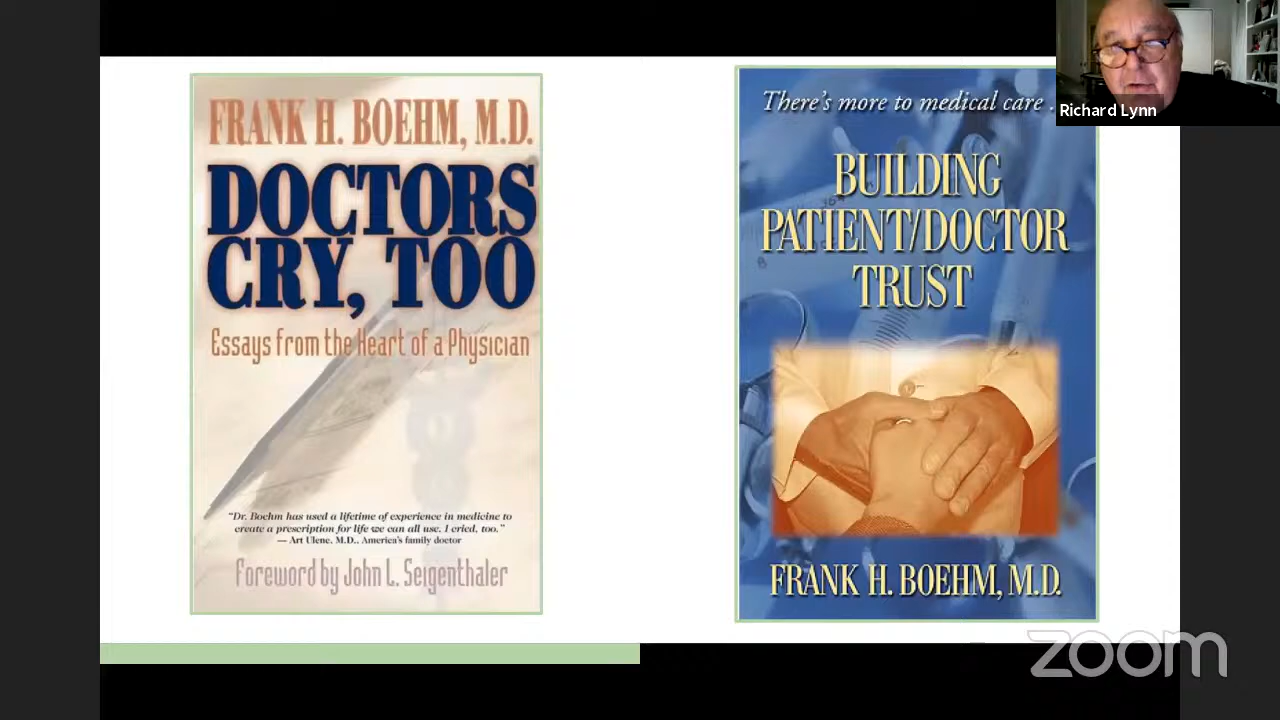 FRANK H. BOEHM, M.D.
DOCTORS
CRY, TOO
Essays from the Heart of a Physician
"Dr. Boehm has used a lifetime of experience in medicine to
create a prescription for life we can all use. I cried, too."
— Art Ulene, M.D., America's family doctor
Foreword by John L. Seigenthaler
There's more to medical care .
BUILDING
PATIENT/DOCTOR
TRUST
FRANK H. BOEHM, M.D.
Richard Lynn
zoom